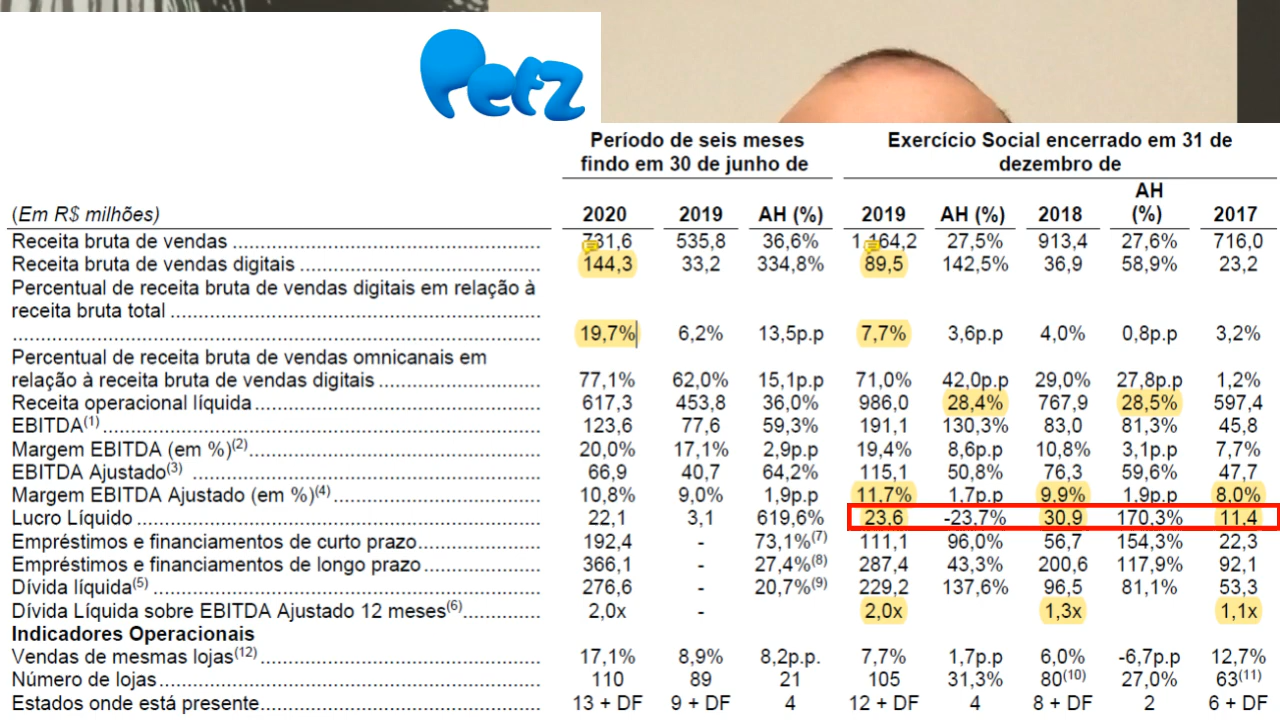 Petz
Período de seis meses findo em 30 de junho de
Exercício Social encerrado em 31 de dezembro de
(Em R$ milhões) 2020 2019 AH (%) 2019 AH (%) 2018 AH (%) 2017
Receita bruta de vendas 731,6 535,8 36,6% 1.164,2 27,5% 913,4 27,6% 716,0
Receita bruta de vendas digitais 144,3 33,2 334,8% 89,5 142,5% 36,9 58,9% 23,2
Percentual de receita bruta de vendas digitais em relação à
receita bruta total
19,7% 6,2% 13,5p.p 7,7% 3,6p.p 4,0% 0,8p.p 3,2%
Percentual de receita bruta de vendas omnicanais em
relação à receita bruta de vendas digitais 77,1% 62,0% 15,1p.p 71,0% 42,0p.p 29,0% 27,8p.p 1,2%
Receita operacional líquida 617,3 453,8 36,0% 986,0 28,4% 767,9 28,5% 597,4
EBITDA(1) 123,6 77,6 59,3% 191,1 130,3% 83,0 81,3% 45,8
Margem EBITDA (em %)(2) 20,0% 17,1% 2,9p.p 19,4% 8,6p.p 10,8% 3,1p.p 7,7%
EBITDA Ajustado(3) 66,9 40,7 64,2% 115,1 50,8% 76,3 59,6% 47,7
Margem EBITDA Ajustado (em %)(4) 10,8% 9,0% 1,9p.p 11,7% 1,7p.p 9,9% 1,9p.p 8,0%
Lucro Líquido 22,1 3,1 619,6% 23,6 -23,7% 30,9 170,3% 11,4
Empréstimos e financiamentos de curto prazo 192,4 - 73,1%(7) 111,1 96,0% 56,7 154,3% 22,3
Empréstimos e financiamentos de longo prazo 366,1 - 27,4%(8) 287,4 43,3% 200,6 117,9% 92,1
Dívida líquida(5) 276,6 - 20,7%(9) 229,2 137,6% 96,5 81,1% 53,3
Dívida Líquida sobre EBITDA Ajustado 12 meses(6) 2,0x - 2,0x 1,3x 1,1x
Indicadores Operacionais
Vendas de mesmas lojas(12) 17,1% 8,9% 8,2p.p. 7,7% 1,7p.p 6,0% -6,7p.p 12,7%
Número de lojas 110 89 21 105 31,3% 80(10) 27,0% 63(11)
Estados onde está presente 13 + DF 9 + DF 4 12 + DF 4 8 + DF 2 6 + DF